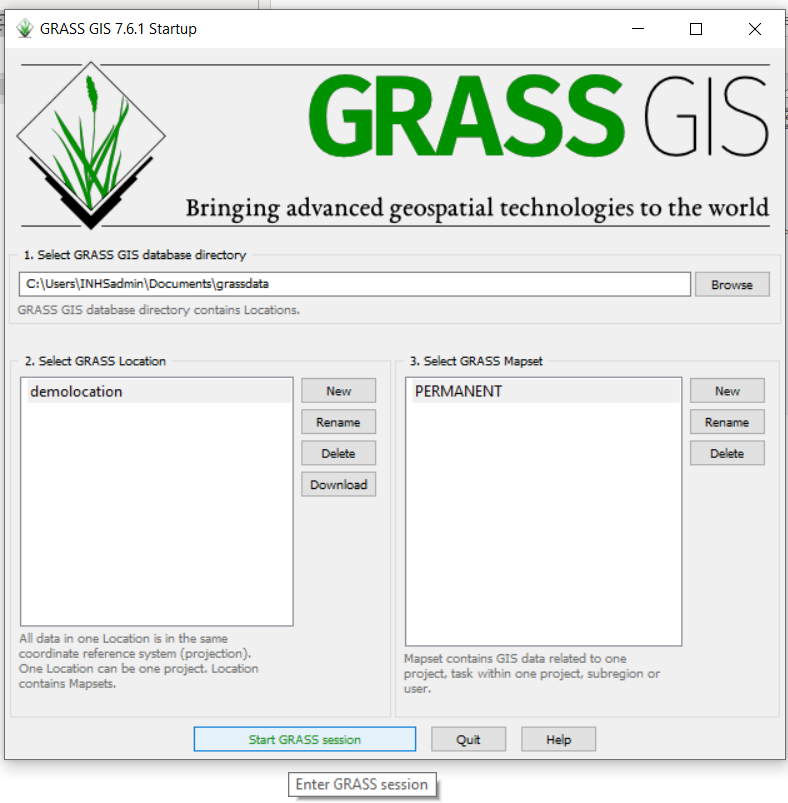 GRASS GIS 7.6.1 Startup
GRASS GIS
Bringing advanced geospatial technologies to the world
1. Select GRASS GIS database directory
C:\Users\INHSadmin\Documents\grassdata
Browse
GRASS GIS database directory contains Locations.
2. Select GRASS Location
demolocation
New
Rename
Delete
Download
All data in one Location is in the same
coordinate reference system (projection).
One Location can be one project. Location
contains Mapsets.
3. Select GRASS Mapset
PERMANENT
New
Rename
Delete
Mapset contains GIS data related to one
project, task within one project, subregion or
user.
Start GRASS session
Quit
Help
Enter GRASS session